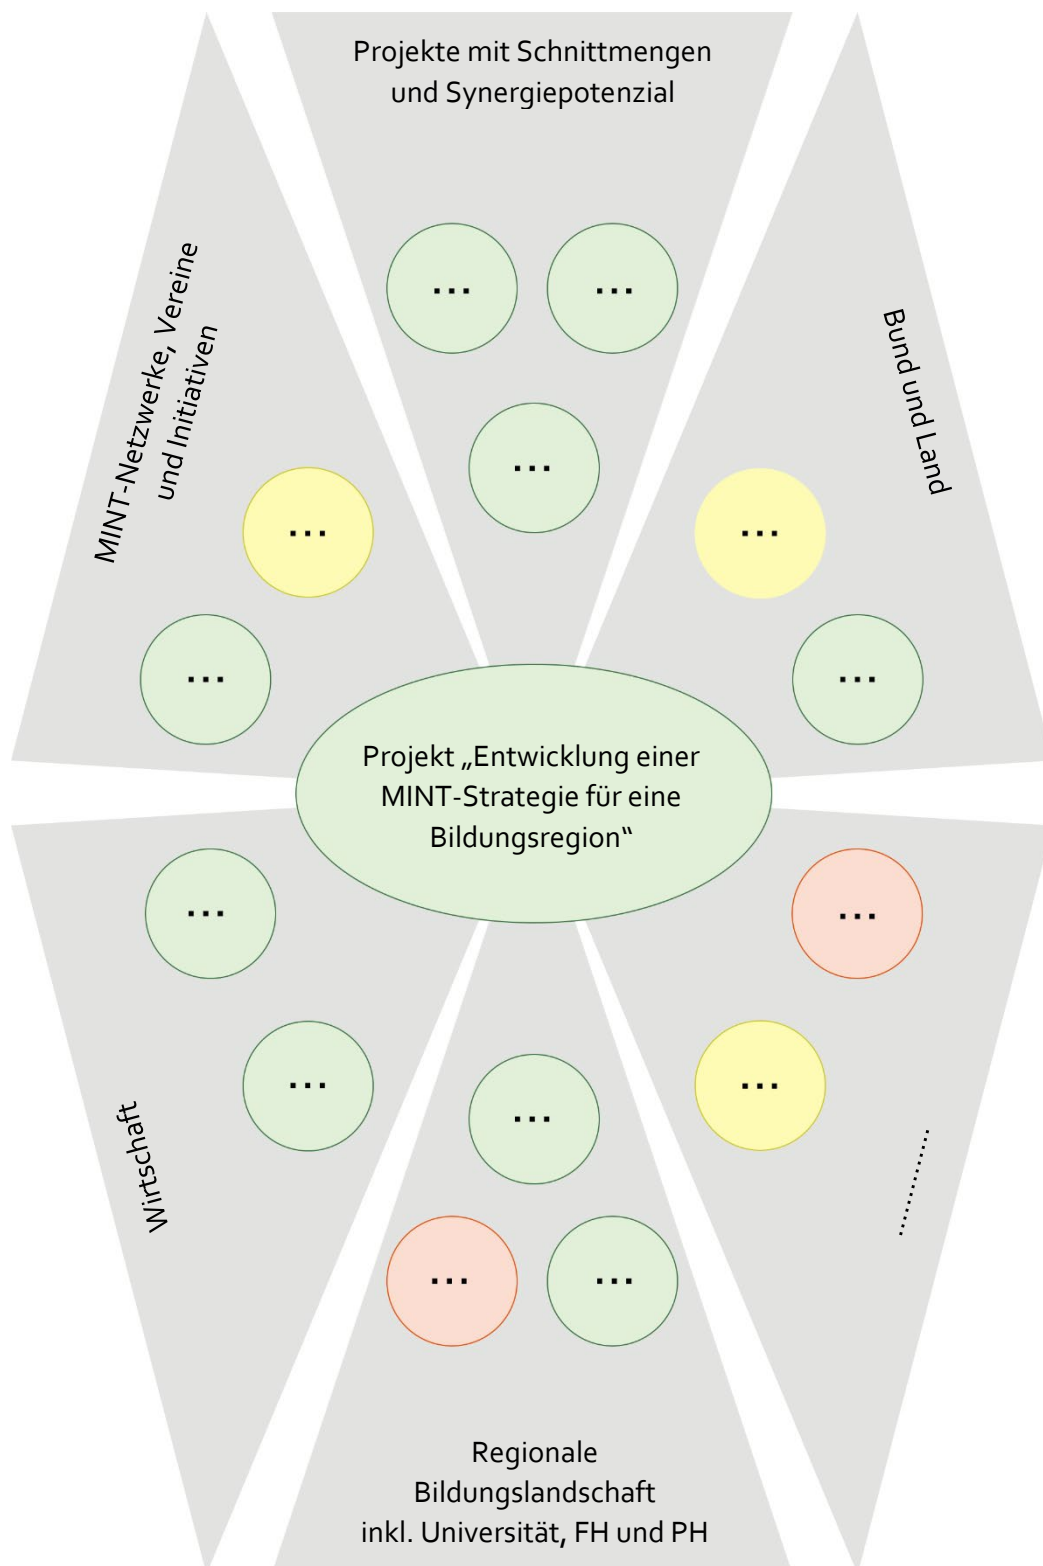 Projekte mit Schnittmengen
und Synergiepotenzial
MINT-Netzwerke, Vereine
und Initiativen
Bund und Land
...
...
...
...
...
...
...
Projekt „Entwicklung einer
MINT-Strategie für eine
Bildungsregion“
...
...
...
...
...
...
...
Wirtschaft
....................
Regionale
Bildungslandschaft
inkl. Universität, FH und PH